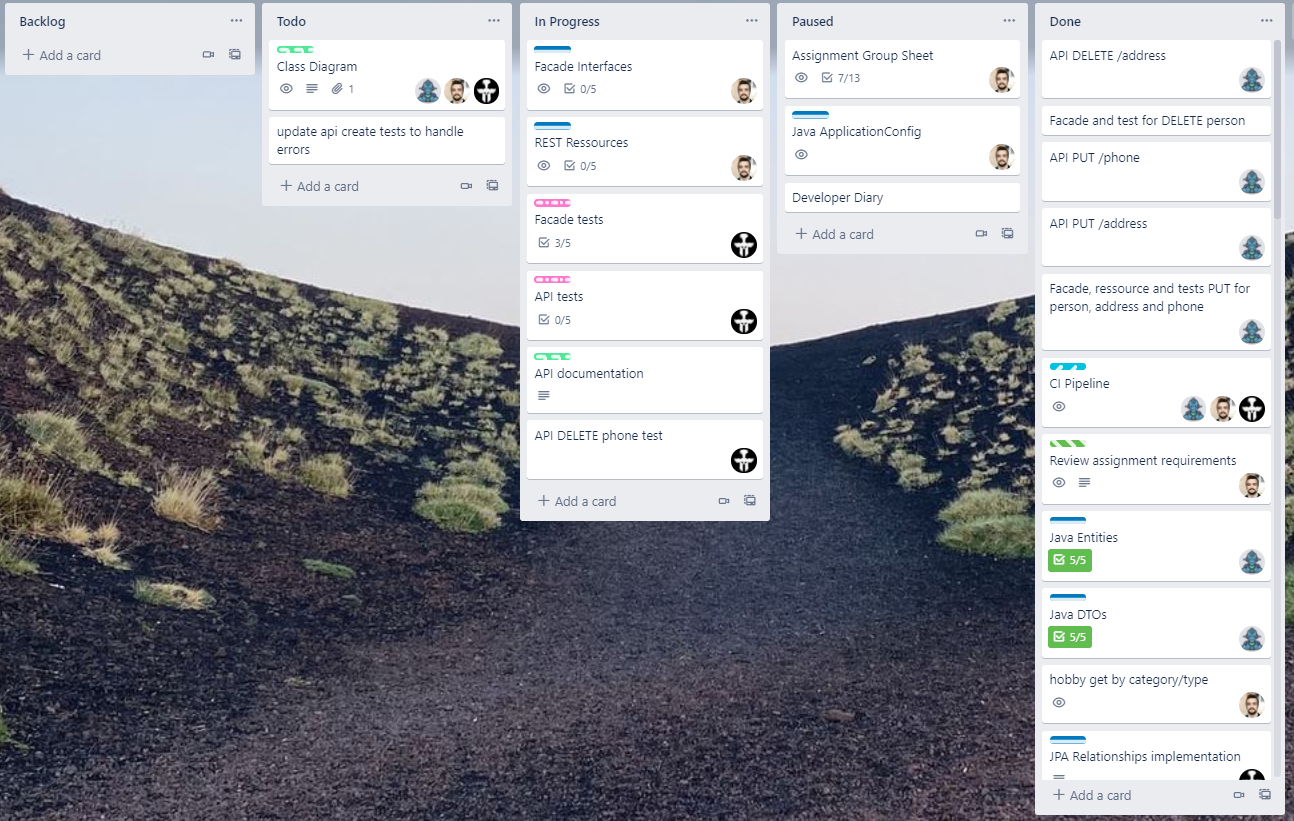 Backlog
Add a card
Todo
Class Diagram
1
update api create tests to handle
errors
Add a card
In Progress
Facade Interfaces
0/5
REST Ressources
0/5
Facade tests
3/5
API tests
0/5
API documentation
API DELETE phone test
Add a card
Paused
Assignment Group Sheet
7/13
Java ApplicationConfig
Developer Diary
Add a card
Done
API DELETE /address
Facade and test for DELETE person
API PUT /phone
API PUT /address
Facade, ressource and tests PUT for
person, address and phone
CI Pipeline
Review assignment requirements
Java Entities
5/5
Java DTOs
5/5
hobby get by category/type
JPA Relationships implementation
Add a card